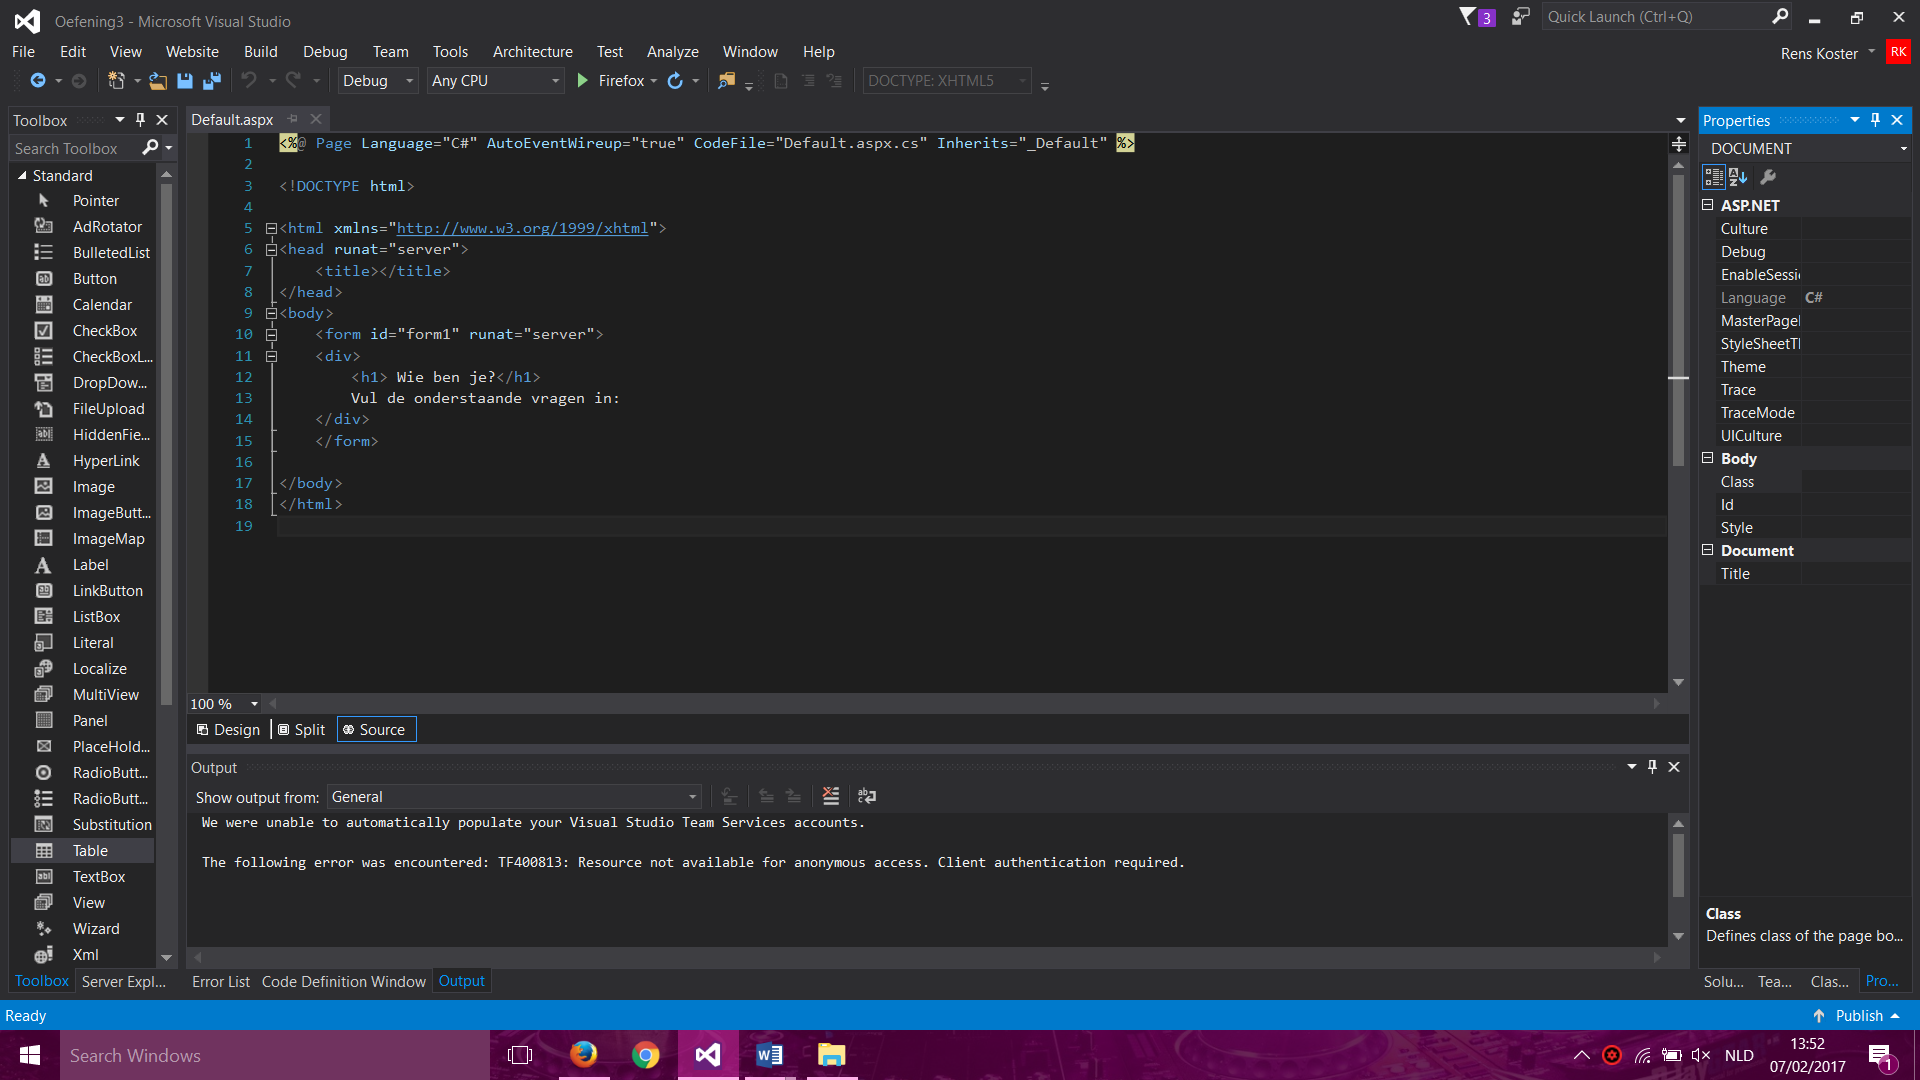 Oefening3 - Microsoft Visual Studio
3
Quick Launch (Ctrl+Q)
File Edit View Website Build Debug Team Tools Architecture Test Analyze Window Help
Rens Koster RK
Debug Any CPU Firefox DOCTYPE: XHTML5
Toolbox
Search Toolbox
Standard
Pointer
AdRotator
BulletedList
Button
Calendar
CheckBox
CheckBoxL...
DropDow...
FileUpload
HiddenFie...
HyperLink
Image
ImageButt...
ImageMap
Label
LinkButton
ListBox
Literal
Localize
MultiView
Panel
PlaceHold...
RadioButt...
RadioButt...
Substitution
Table
TextBox
View
Wizard
Xml
Toolbox Server Expl...
Default.aspx
1 <%@ Page Language="C#" AutoEventWireup="true" CodeFile="Default.aspx.cs" Inherits="_Default" %>
2
3 <!DOCTYPE html>
4
5 <html xmlns="http://www.w3.org/1999/xhtml">
6 <head runat="server">
7 <title></title>
8 </head>
9 <body>
10 <form id="form1" runat="server">
11 <div>
12 <h1> Wie ben je?</h1>
13 Vul de onderstaande vragen in:
14 </div>
15 </form>
16
17 </body>
18 </html>
19
100 %
Design Split Source
Output
Show output from: General
We were unable to automatically populate your Visual Studio Team Services accounts.
The following error was encountered: TF400813: Resource not available for anonymous access. Client authentication required.
Error List Code Definition Window Output
Properties
DOCUMENT
ASP.NET
Culture
Debug
EnableSessi
Language C#
MasterPage
StyleSheetT
Theme
Trace
TraceMode
UICulture
Body
Class
Id
Style
Document
Title
Class
Defines class of the page bo...
Solu... Tea... Clas... Pro...
Ready
Publish
Search Windows
NLD
13:52
07/02/2017
1